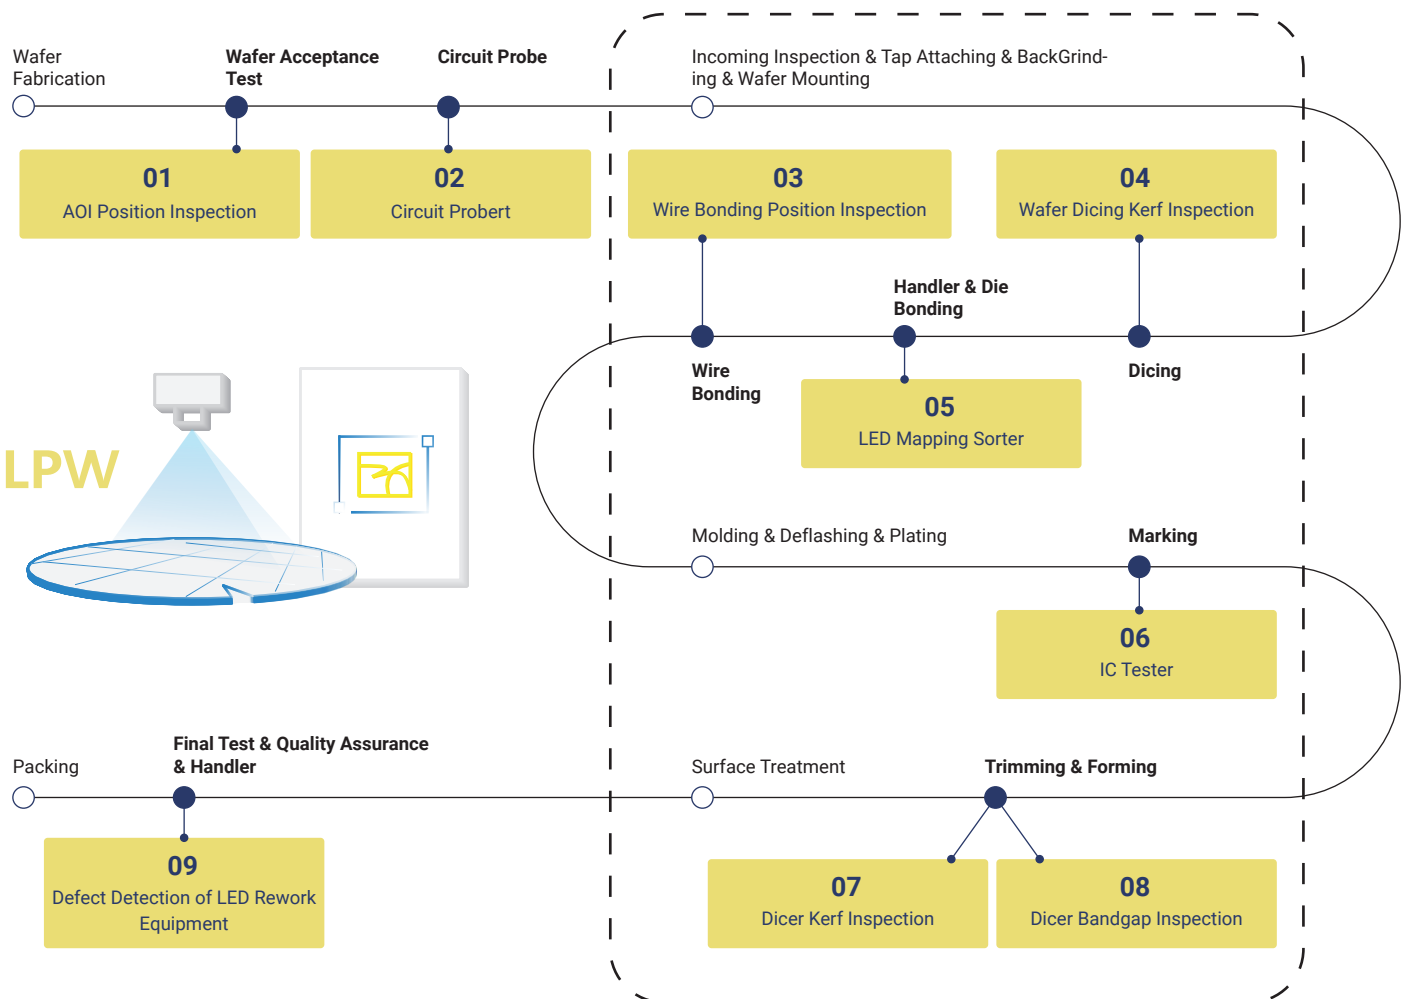 Wafer
Fabrication
Wafer Acceptance
Test
Circuit Probe
Incoming Inspection & Tap Attaching & BackGrind-
ing & Wafer Mounting
01
AOI Position Inspection
02
Circuit Probert
03
Wire Bonding Position Inspection
04
Wafer Dicing Kerf Inspection
Handler & Die
Bonding
Wire
Bonding
Dicing
05
LED Mapping Sorter
LPW
Molding & Deflashing & Plating
Marking
06
IC Tester
Packing
Final Test & Quality Assurance
& Handler
Surface Treatment
Trimming & Forming
09
Defect Detection of LED Rework
Equipment
07
Dicer Kerf Inspection
08
Dicer Bandgap Inspection